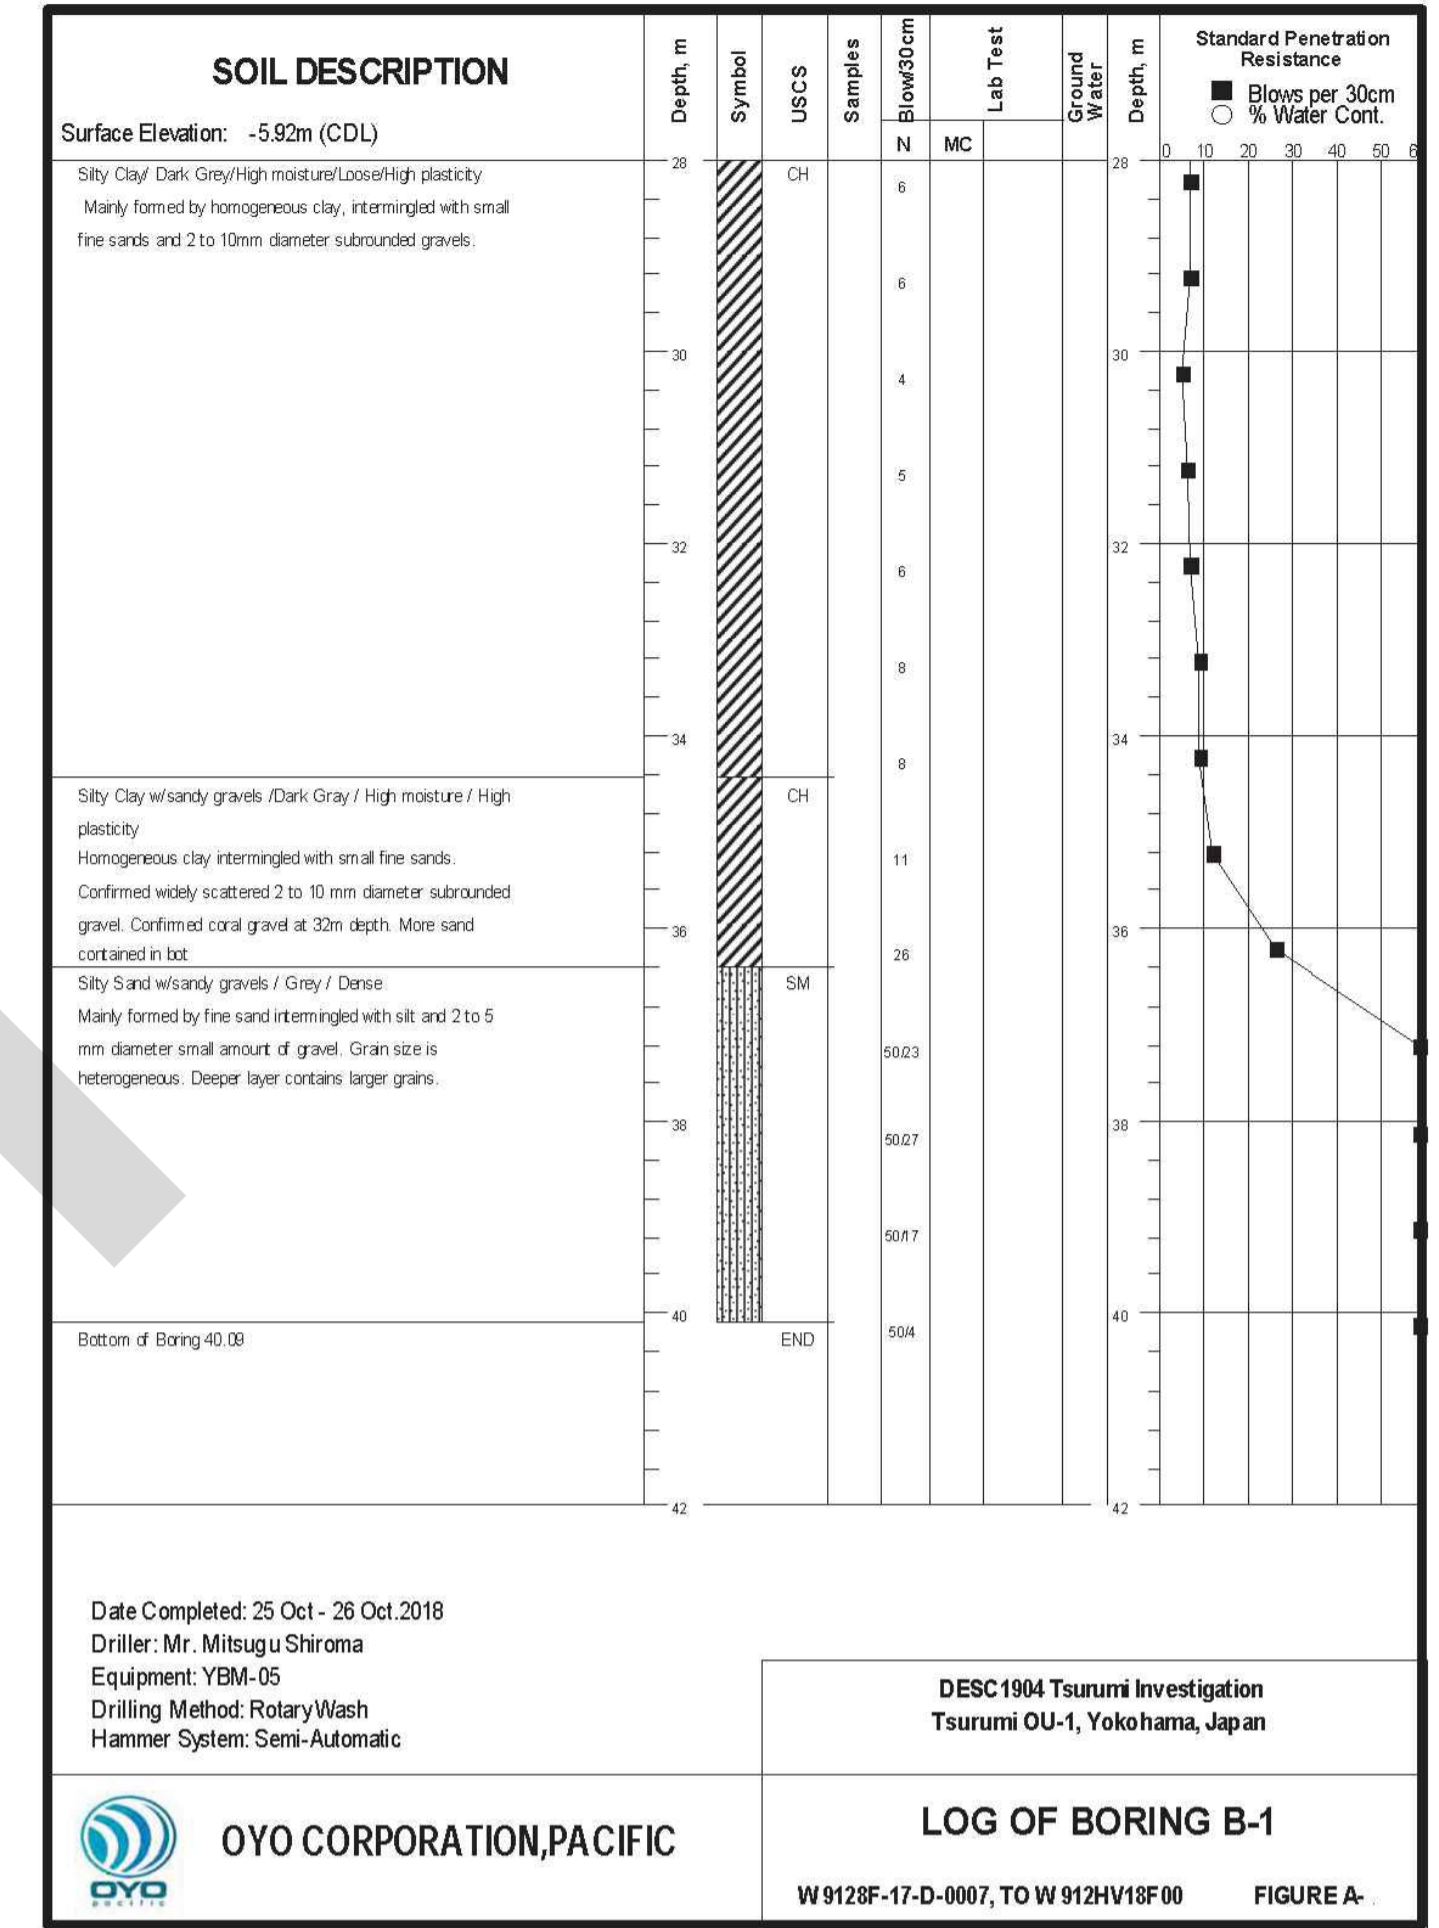 SOIL DESCRIPTION
Surface Elevation: -5.92m (CDL)
Depth, m
Symbol
USCS
Samples
Blow/30cm
N
Lab Test
MC
Ground
Water
Depth, m
Standard Penetration
Resistance
Blows per 30cm
% Water Cont.
0 10 20 30 40 50 6
Silty Clay/ Dark Grey/High moisture/Loose/High plasticity
Mainly formed by homogeneous clay, intermingled with small
fine sands and 2 to 10mm diameter subrounded gravels.
28
CH
6
28
6
30
30
4
5
32
32
6
8
34
34
8
Silty Clay w/sandy gravels /Dark Gray / High moisture / High
plasticity
Homogeneous clay intermingled with small fine sands.
Confirmed widely scattered 2 to 10 mm diameter subrounded
gravel. Confirmed coral gravel at 32m depth. More sand
contained in bot
CH
11
36
36
26
Silty Sand w/sandy gravels / Grey / Dense
Mainly formed by fine sand intermingled with silt and 2 to 5
mm diameter small amount of gravel. Grain size is
heterogeneous. Deeper layer contains larger grains.
SM
50/23
38
38
50/27
50/17
40
40
Bottom of Boring 40.09
END
50/4
42
42
Date Completed: 25 Oct - 26 Oct.2018
Driller: Mr. Mitsugu Shiroma
Equipment: YBM-05
Drilling Method: Rotary Wash
Hammer System: Semi-Automatic
DESC1904 Tsurumi Investigation
Tsurumi OU-1, Yokohama, Japan
OYO
pacific
OYO CORPORATION,PACIFIC
LOG OF BORING B-1
W9128F-17-D-0007, TO W912HV18F00
FIGURE A-